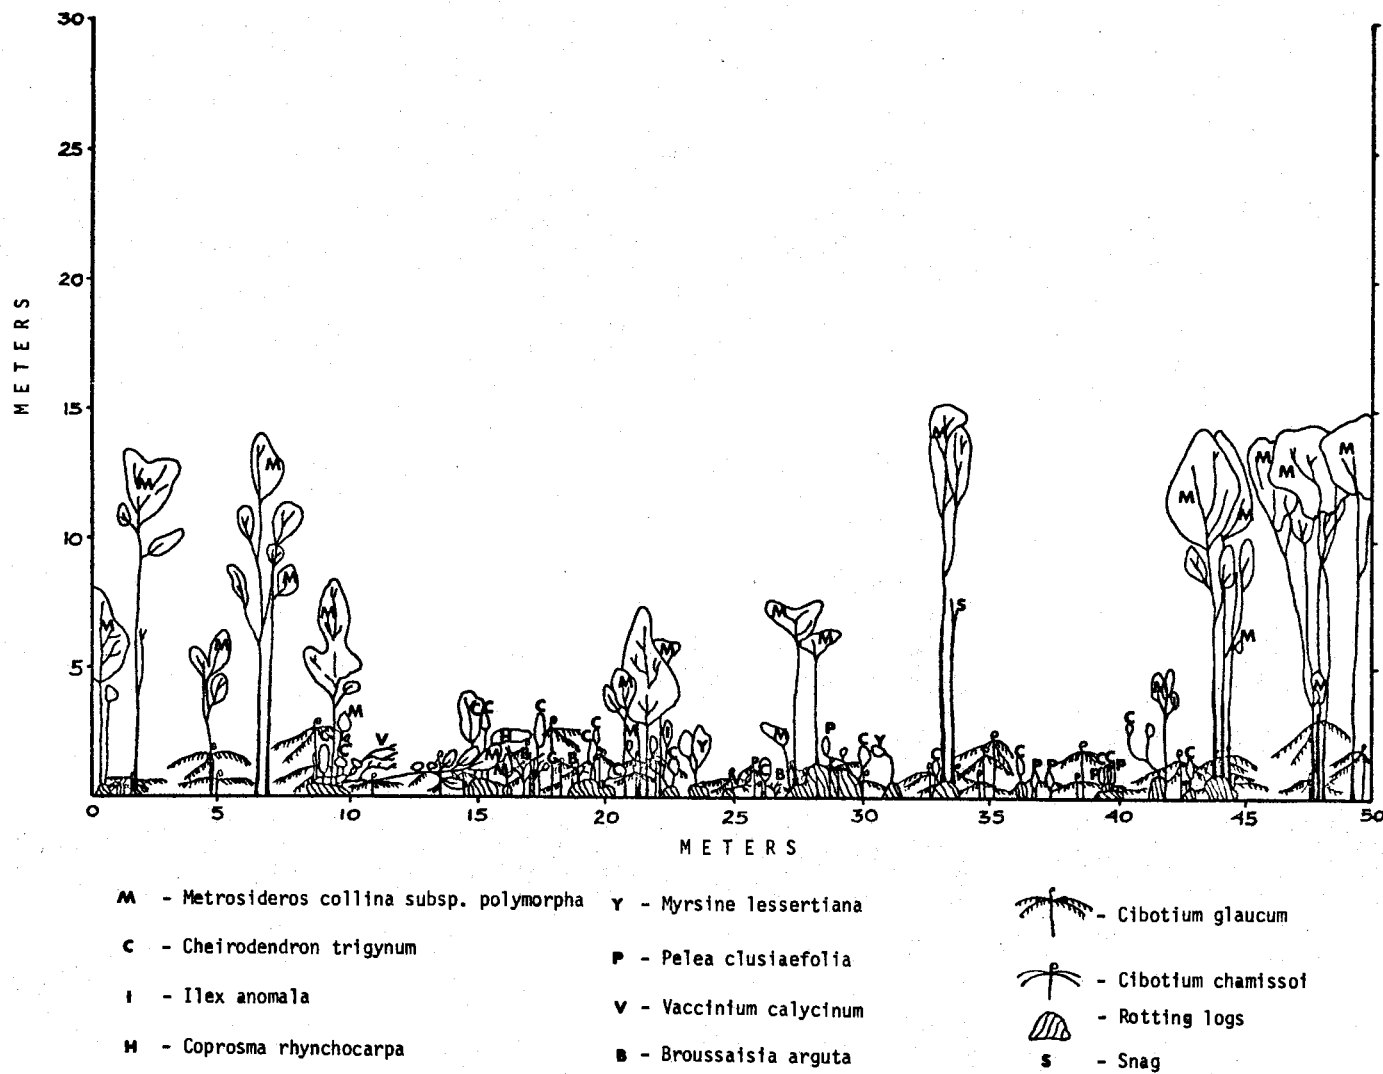 30
25
20
15
10
5
METERS
M M M M M M M M M M M M M
M M M M M M M M M M
S
V C C C H C P C I Y P C Y C C C P P C C P P C
B B B B
0 5 10 15 20 25 30 35 40 45 50
METERS
M - Metrosideros collina subsp. polymorpha
C - Cheirodendron trigynum
I - Ilex anomala
H - Coprosma rhynchocarpa
Y - Myrsine lessertiana
P - Pelea clusiaefolia
V - Vaccinium calycinum
B - Broussaisia arguta
- Cibotium glaucum
- Cibotium chamissoi
- Rotting logs
S - Snag